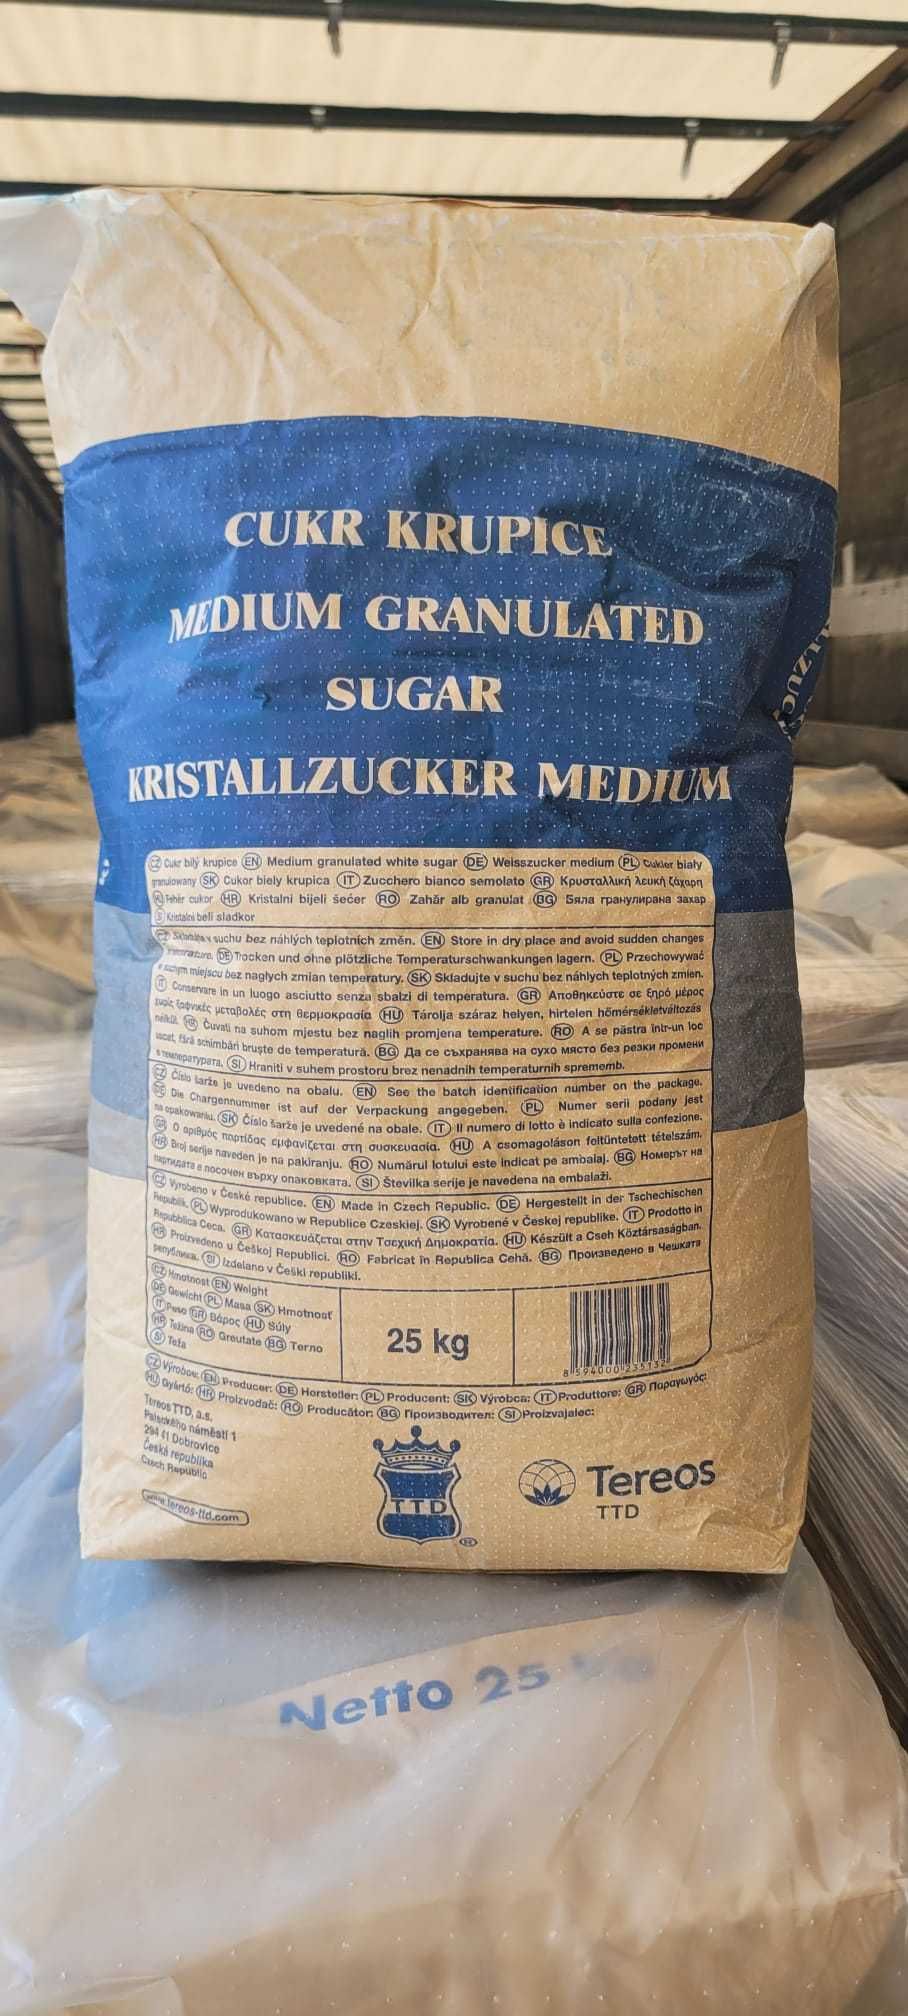 CUKR KRUPICE
MEDIUM GRANULATED
SUGAR
KRISTALLZUCKER MEDIUM
CZ Cukr bílý krupice EN Medium granulated white sugar DE Weisszucker medium PL Cukier biały
granulowany SK Cukor biely krupica IT Zucchero bianco semolato GR Κρυσταλλική λευκή ζάχαρη
HU Fehér cukor HR Kristalni bijeli šećer RO Zahăr alb granulat BG Бяла гранулирана захар
SI Kristalni beli sladkor
CZ Skladujte v suchu bez náhlých teplotních změn. EN Store in dry place and avoid sudden changes
temperature. DE Trocken und ohne plötzliche Temperaturschwankungen lagern. PL Przechowywać
w suchym miejscu bez nagłych zmian temperatury. SK Skladujte v suchu bez náhlych teplotných zmien.
IT Conservare in un luogo asciutto senza sbalzi di temperatura. GR Αποθηκεύστε σε ξηρό μέρος
χωρίς ξαφνικές μεταβολές στη θερμοκρασία HU Tárolja száraz helyen, hirtelen hőmérsékletváltozás
nélkül. HR Čuvati na suhom mjestu bez naglih promjena temperature. RO A se păstra într-un loc
uscat, fără schimbări bruşte de temperatură. BG Да се съхранява на сухо място без резки промени
в температурата. SI Hraniti v suhem prostoru brez nenadnih temperaturnih sprememb.
CZ Číslo šarže je uvedeno na obalu. EN See the batch identification number on the package.
DE Die Chargennummer ist auf der Verpackung angegeben. PL Numer serii podany jest
na opakowaniu. SK Číslo šarže je uvedené na obale. IT Il numero di lotto è indicato sulla confezione.
GR Ο αριθμός παρτίδας εμφανίζεται στη συσκευασία. HU A csomagoláson feltüntetett tételszám.
HR Broj serije naveden je na pakiranju. RO Numărul lotului este indicat pe ambalaj. BG Номерът на
партидата е посочен върху опаковката. SI Številka serije je navedena na embalaži.
CZ Vyrobeno v České republice. EN Made in Czech Republic. DE Hergestellt in der Tschechischen
Republik. PL Wyprodukowano w Republice Czeskiej. SK Vyrobené v Českej republike. IT Prodotto in
Repubblica Ceca. GR Κατασκευάζεται στην Τσεχική Δημοκρατία. HU Készült a Cseh Köztársaságban.
HR Proizvedeno u Češkoj Republici. RO Fabricat în Republica Cehă. BG Произведено в Чешката
република. SI Izdelano v Češki republiki.
CZ Hmotnost EN Weight
DE Gewicht PL Masa SK Hmotnosť
IT Peso GR Βάρος HU Súly
HR Težina RO Greutate BG Тегло
SI Teža
25 kg
8 594000 235132
CZ Výrobce: EN Producer: DE Hersteller: PL Producent: SK Výrobca: IT Produttore: GR Παραγωγός:
HU Gyártó: HR Proizvođač: RO Producător: BG Производител: SI Proizvajalec:
Tereos TTD, a.s.
Palackého náměstí 1
294 41 Dobrovice
Česká republika
Czech Republic
www.tereos-ttd.com
TTD
®
Tereos
TTD
Netto 25